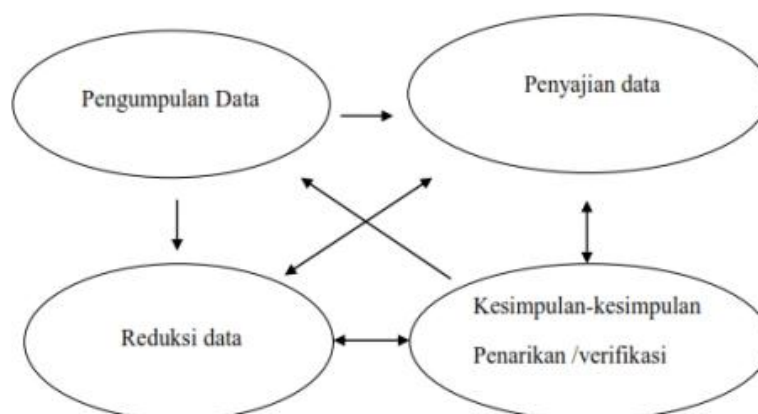 Pengumpulan Data
Penyajian data
Reduksi data
Kesimpulan-kesimpulan
Penarikan /verifikasi